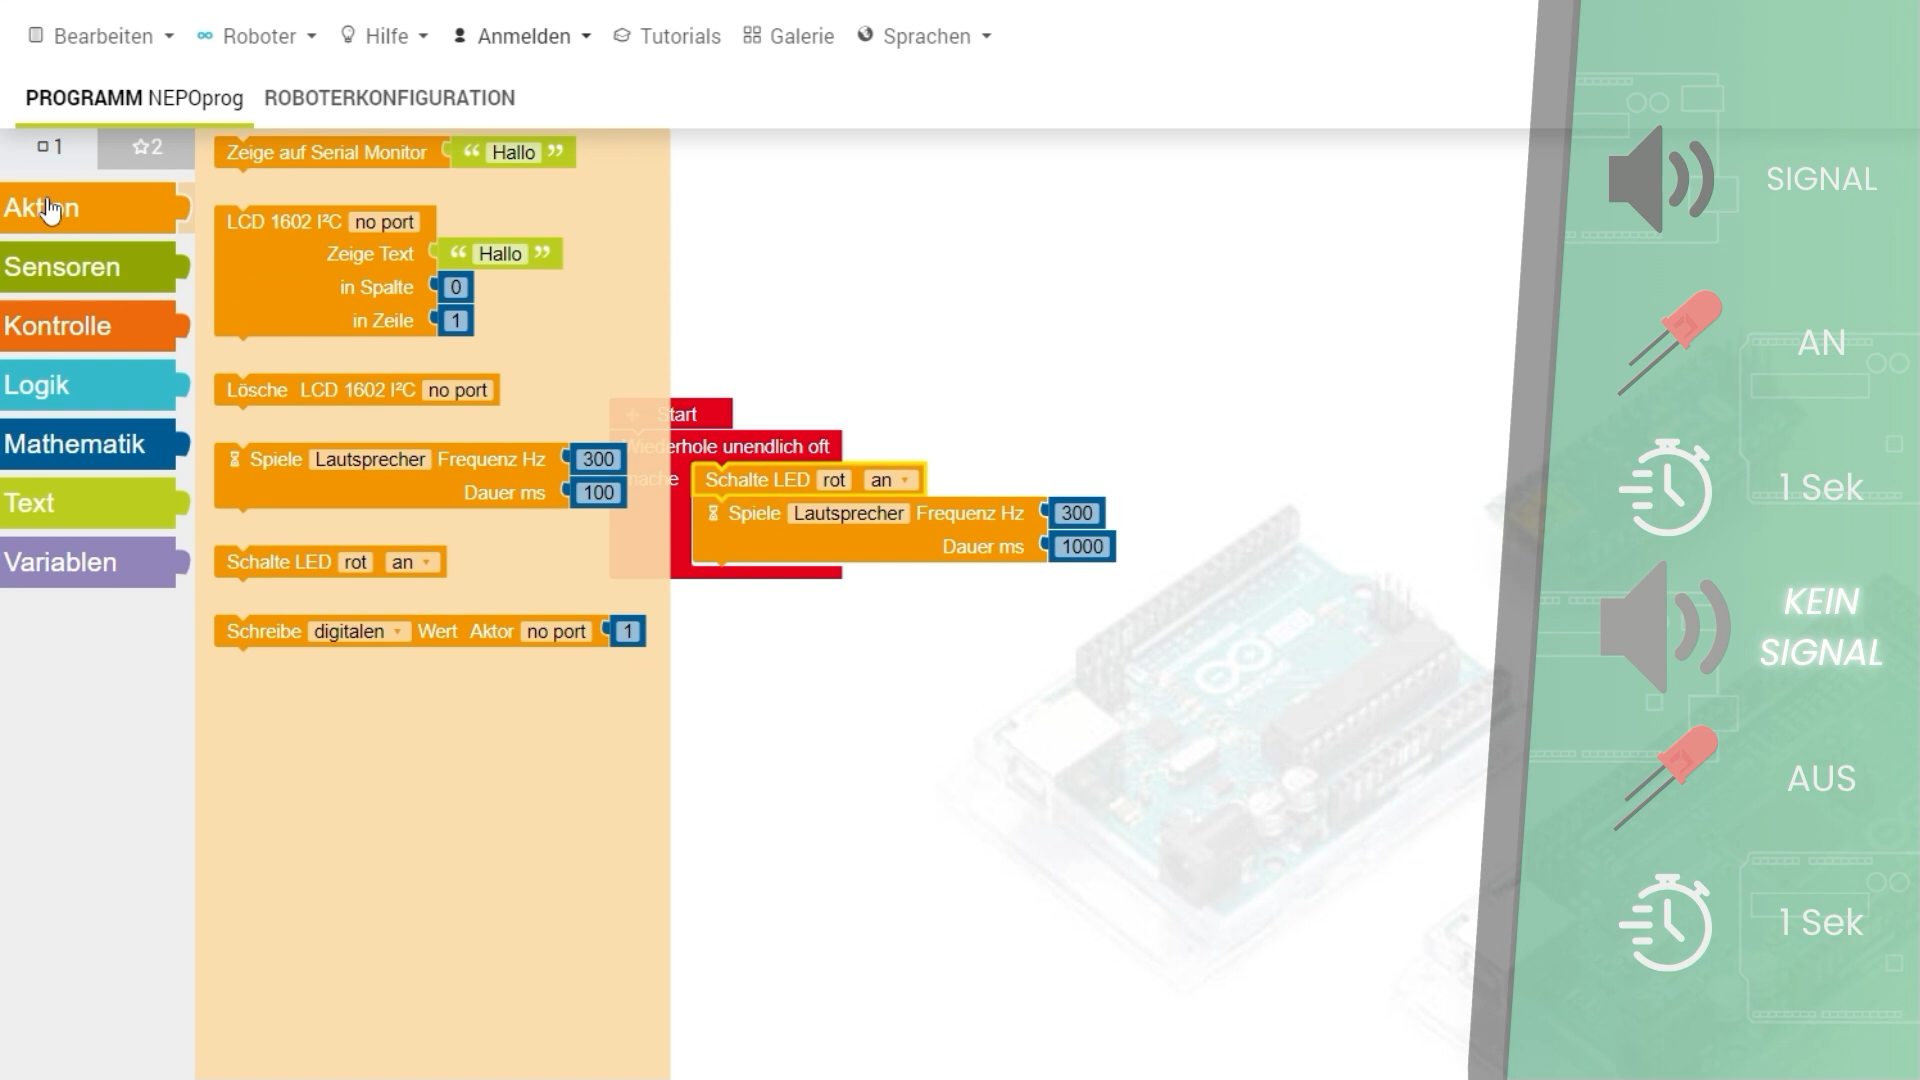 Bearbeiten Roboter Hilfe Anmelden Tutorials Galerie Sprachen
PROGRAMM NEPOprog ROBOTERKONFIGURATION
1 2
Aktion
Sensoren
Kontrolle
Logik
Mathematik
Text
Variablen
Zeige auf Serial Monitor “ Hallo ”
LCD 1602 I²C no port
Zeige Text “ Hallo ”
in Spalte 0
in Zeile 1
Lösche LCD 1602 I²C no port
Spiele Lautsprecher Frequenz Hz 300
Dauer ms 100
Schalte LED rot an
Schreibe digitalen Wert Aktor no port 1
+ Start
Wiederhole unendlich oft
mache Schalte LED rot an
Spiele Lautsprecher Frequenz Hz 300
Dauer ms 1000
SIGNAL
AN
1 Sek
KEIN
SIGNAL
AUS
1 Sek